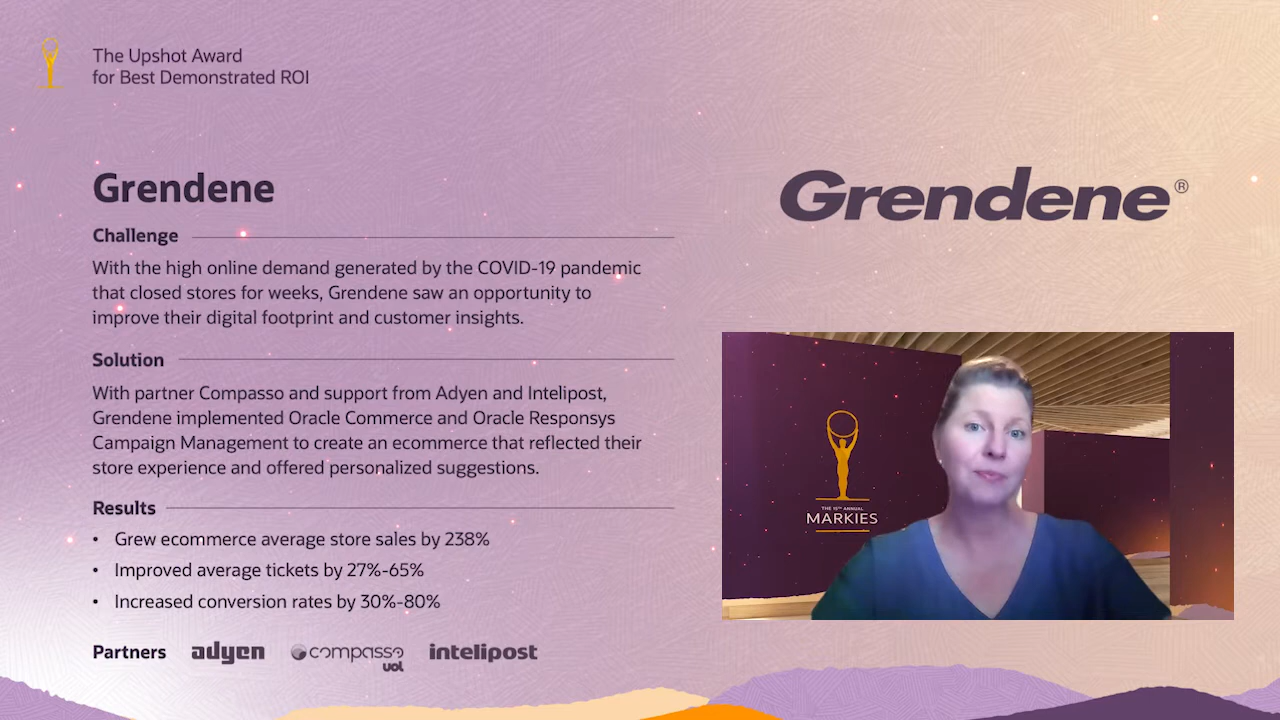 The Upshot Award
for Best Demonstrated ROI
Grendene
Challenge
With the high online demand generated by the COVID-19 pandemic
that closed stores for weeks, Grendene saw an opportunity to
improve their digital footprint and customer insights.
Solution
With partner Compasso and support from Adyen and Intelipost,
Grendene implemented Oracle Commerce and Oracle Responsys
Campaign Management to create an ecommerce that reflected their
store experience and offered personalized suggestions.
Results
• Grew ecommerce average store sales by 238%
• Improved average tickets by 27%-65%
• Increased conversion rates by 30%-80%
Partners adyen compasso uol intelipost
Grendene®
THE 15TH ANNUAL
MARKIES